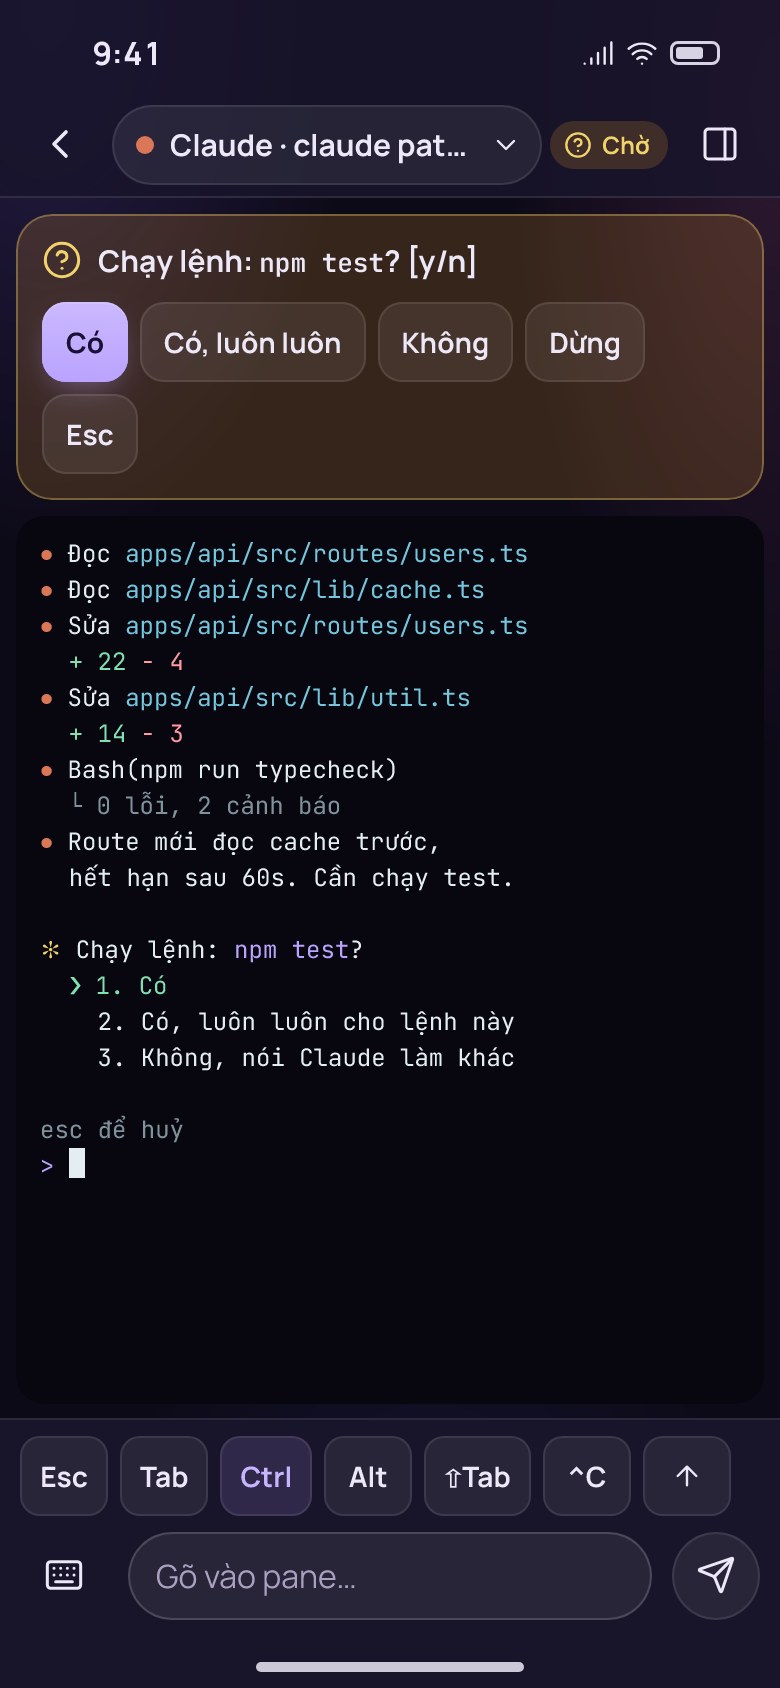 9:41
Claude · claude pat...
Chờ
Chạy lệnh: npm test? [y/n]
Có
Có, luôn luôn
Không
Dừng
Esc
● Đọc apps/api/src/routes/users.ts
● Đọc apps/api/src/lib/cache.ts
● Sửa apps/api/src/routes/users.ts
+ 22 - 4
● Sửa apps/api/src/lib/util.ts
+ 14 - 3
● Bash(npm run typecheck)
└ 0 lỗi, 2 cảnh báo
● Route mới đọc cache trước,
hết hạn sau 60s. Cần chạy test.
✻ Chạy lệnh: npm test?
❯ 1. Có
2. Có, luôn luôn cho lệnh này
3. Không, nói Claude làm khác
esc để huỷ
>
Esc
Tab
Ctrl
Alt
⇧Tab
^C
↑
Gõ vào pane...